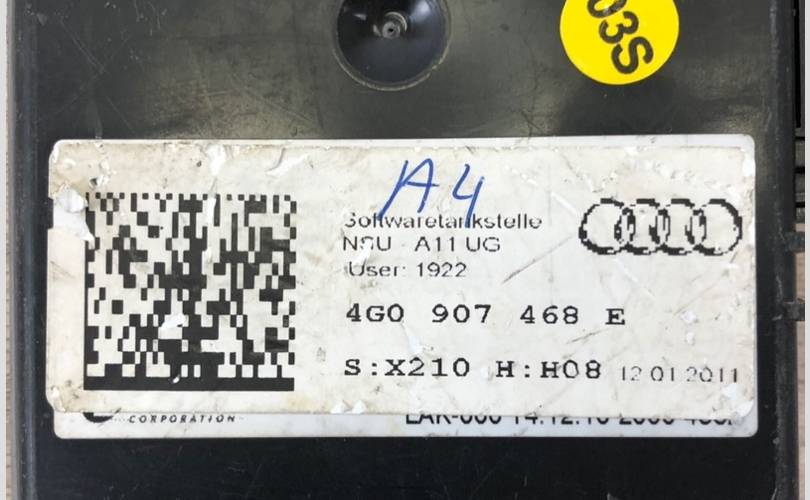 03S
A4
Softwaretankstelle
NSU - A11 UG
User: 1922
4G0 907 468 E
S:X210 H:H08 12.01.2011
CORPORATION